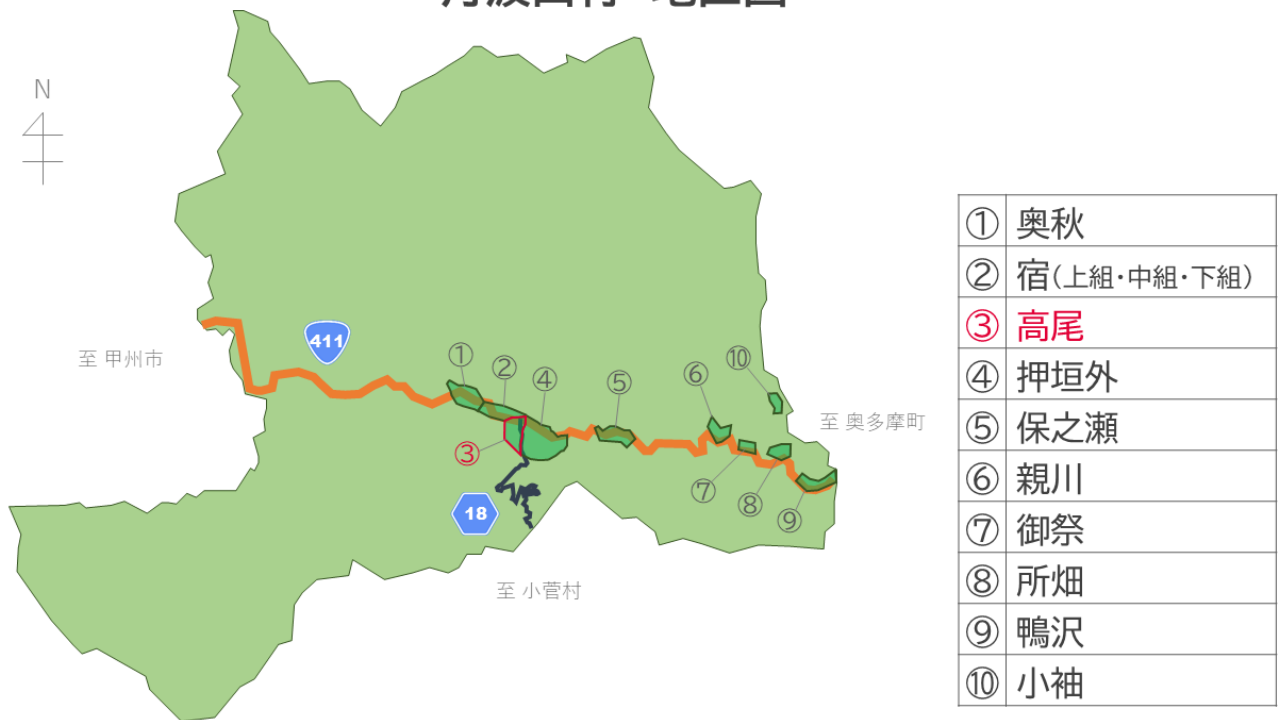 N
411
至 甲州市
①
②
④
⑤
⑥
⑩
至 奥多摩町
③
⑦
⑧
⑨
18
至 小菅村
① 奥秋
② 宿(上組・中組・下組)
③ 高尾
④ 押垣外
⑤ 保之瀬
⑥ 親川
⑦ 御祭
⑧ 所畑
⑨ 鴨沢
⑩ 小袖